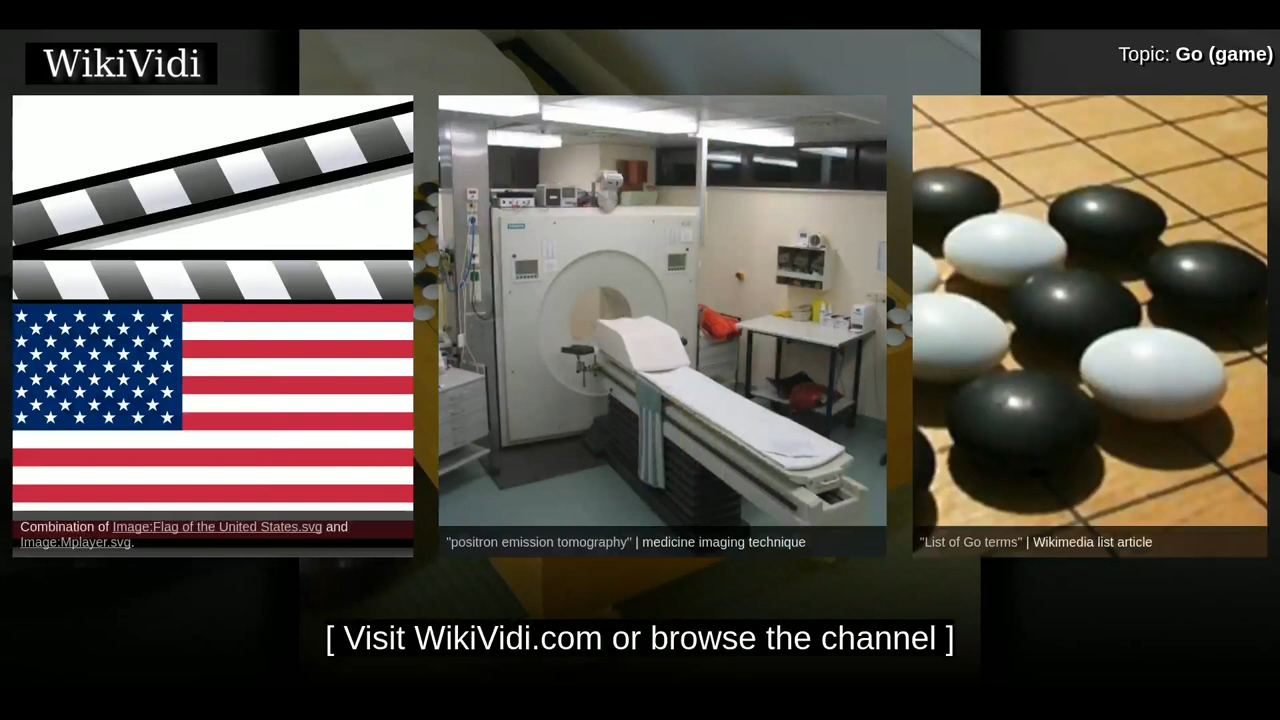 WikiVidi
Topic: Go (game)
Combination of Image:Flag of the United States.svg and
Image:Mplayer.svg.
"positron emission tomography" | medicine imaging technique
"List of Go terms" | Wikimedia list article
[ Visit WikiVidi.com or browse the channel ]